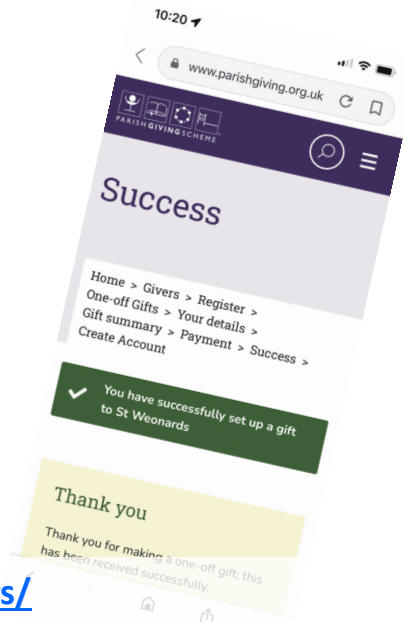 10:20
www.parishgiving.org.uk
PARISH GIVING SCHEME
Success
Home > Givers > Register >
One-off Gifts > Your details >
Gift summary > Payment > Success >
Create Account
You have successfully set up a gift
to St Weonards
Thank you
Thank you for making a one-off gift; this
has been received successfully.
s/